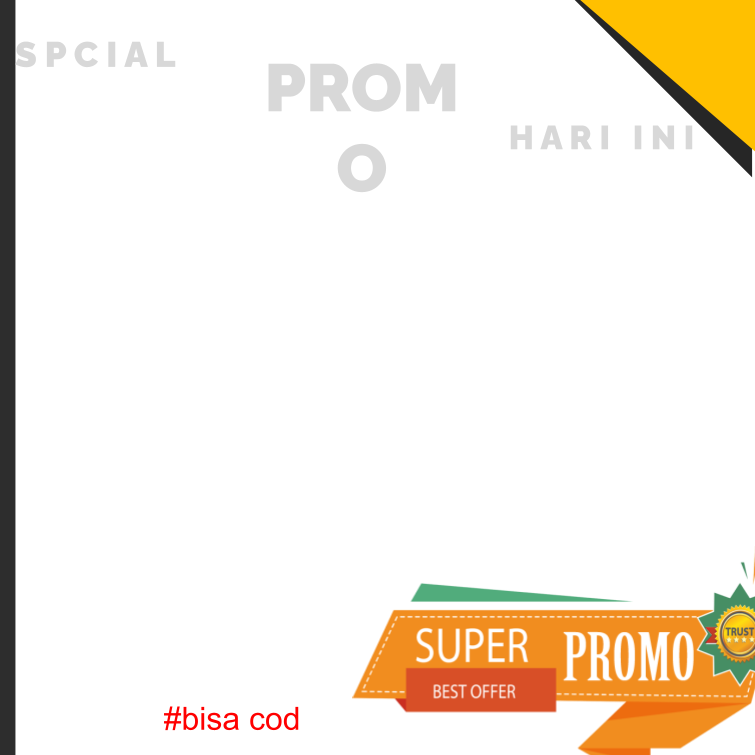 SPCIAL
PROM
O
HARI INI
SUPER PROMO
BEST OFFER
TRUST
#bisa cod